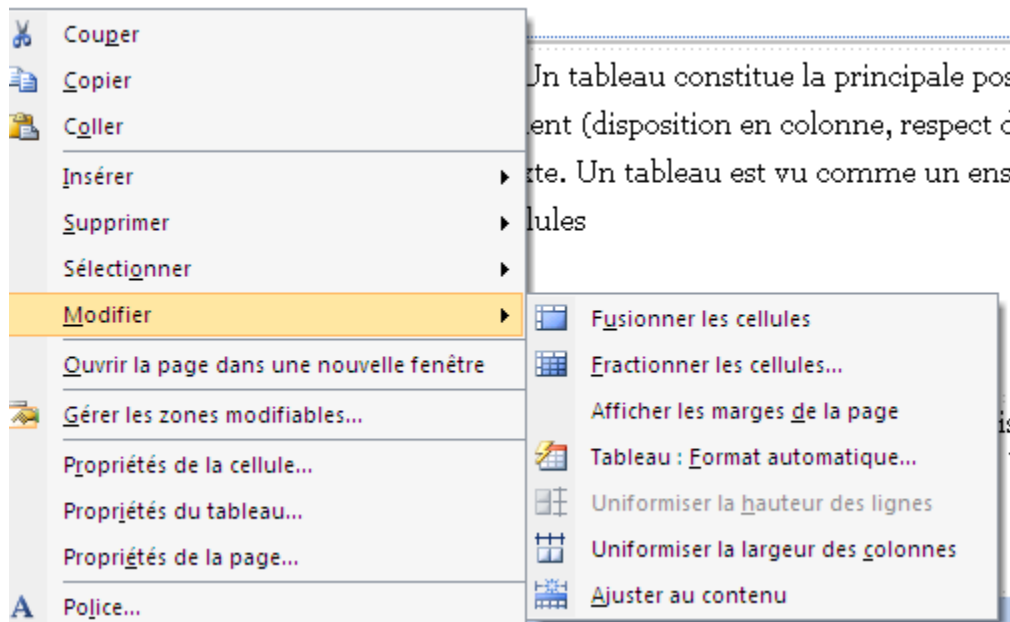 Couper
Copier
Coller
Insérer
Supprimer
Sélectionner
Modifier
Ouvrir la page dans une nouvelle fenêtre
Gérer les zones modifiables...
Propriétés de la cellule...
Propriétés du tableau...
Propriétés de la page...
Police...
Un tableau constitue la principale pos
ent (disposition en colonne, respect d
xte. Un tableau est vu comme un ens
lules
Fusionner les cellules
Fractionner les cellules...
Afficher les marges de la page
Tableau : Format automatique...
Uniformiser la hauteur des lignes
Uniformiser la largeur des colonnes
Ajuster au contenu